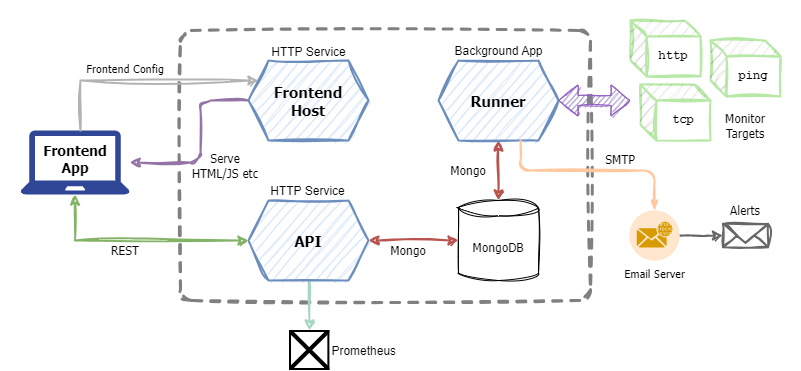 HTTP Service
Background App
http
ping
tcp
Monitor
Targets
Frontend Config
Frontend
Host
Runner
Frontend
App
Serve
HTML/JS etc
Mongo
SMTP
HTTP Service
API
REST
Mongo
MongoDB
Alerts
Email Server
Prometheus